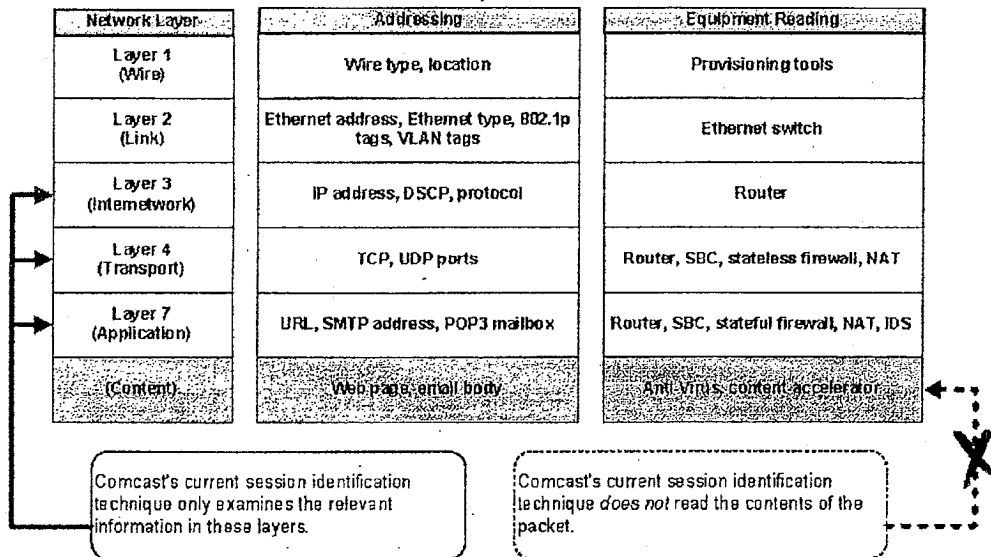 Network Layer
Addressing
Equipment Reading
Layer 1
(Wire)
Wire type, location
Provisioning tools
Layer 2
(Link)
Ethernet address, Ethernet type, 802.1p
tags, VLAN tags
Ethernet switch
Layer 3
(Internetwork)
IP address, DSCP, protocol
Router
Layer 4
(Transport)
TCP, UDP ports
Router, SBC, stateless firewall, NAT
Layer 7
(Application)
URL, SMTP address, POP3 mailbox
Router, SBC, stateful firewall, NAT, IDS
(Content)
Web page, email body
Anti-Virus, content accelerator
Comcast's current session identification
technique only examines the relevant
information in these layers.
Comcast's current session identification
technique does not read the contents of the
packet.